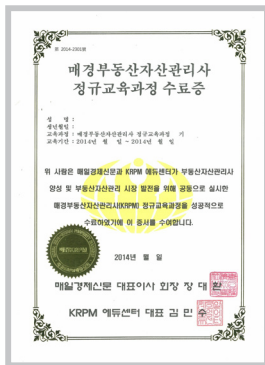 제 2014-2301호
매경부동산자산관리사
정규교육과정 수료증
성 명 :
생년월일 :
교육과정 : 매경부동산자산관리사 정규교육과정 기
교육기간 : 2014년 월 일 ~ 2014년 월 일
위 사람은 매일경제신문과 KRPM 에듀센터가 부동산자산관리사
양성 및 부동산자산관리 시장 발전을 위해 공동으로 실시한
매경부동산자산관리사(KRPM) 정규교육과정을 성공적으로
수료하였기에 이 증서를 수여합니다.
2014년 월 일
매일경제신문 대표이사 회장 장 대 환
KRPM 에듀센터 대표 김 민 수